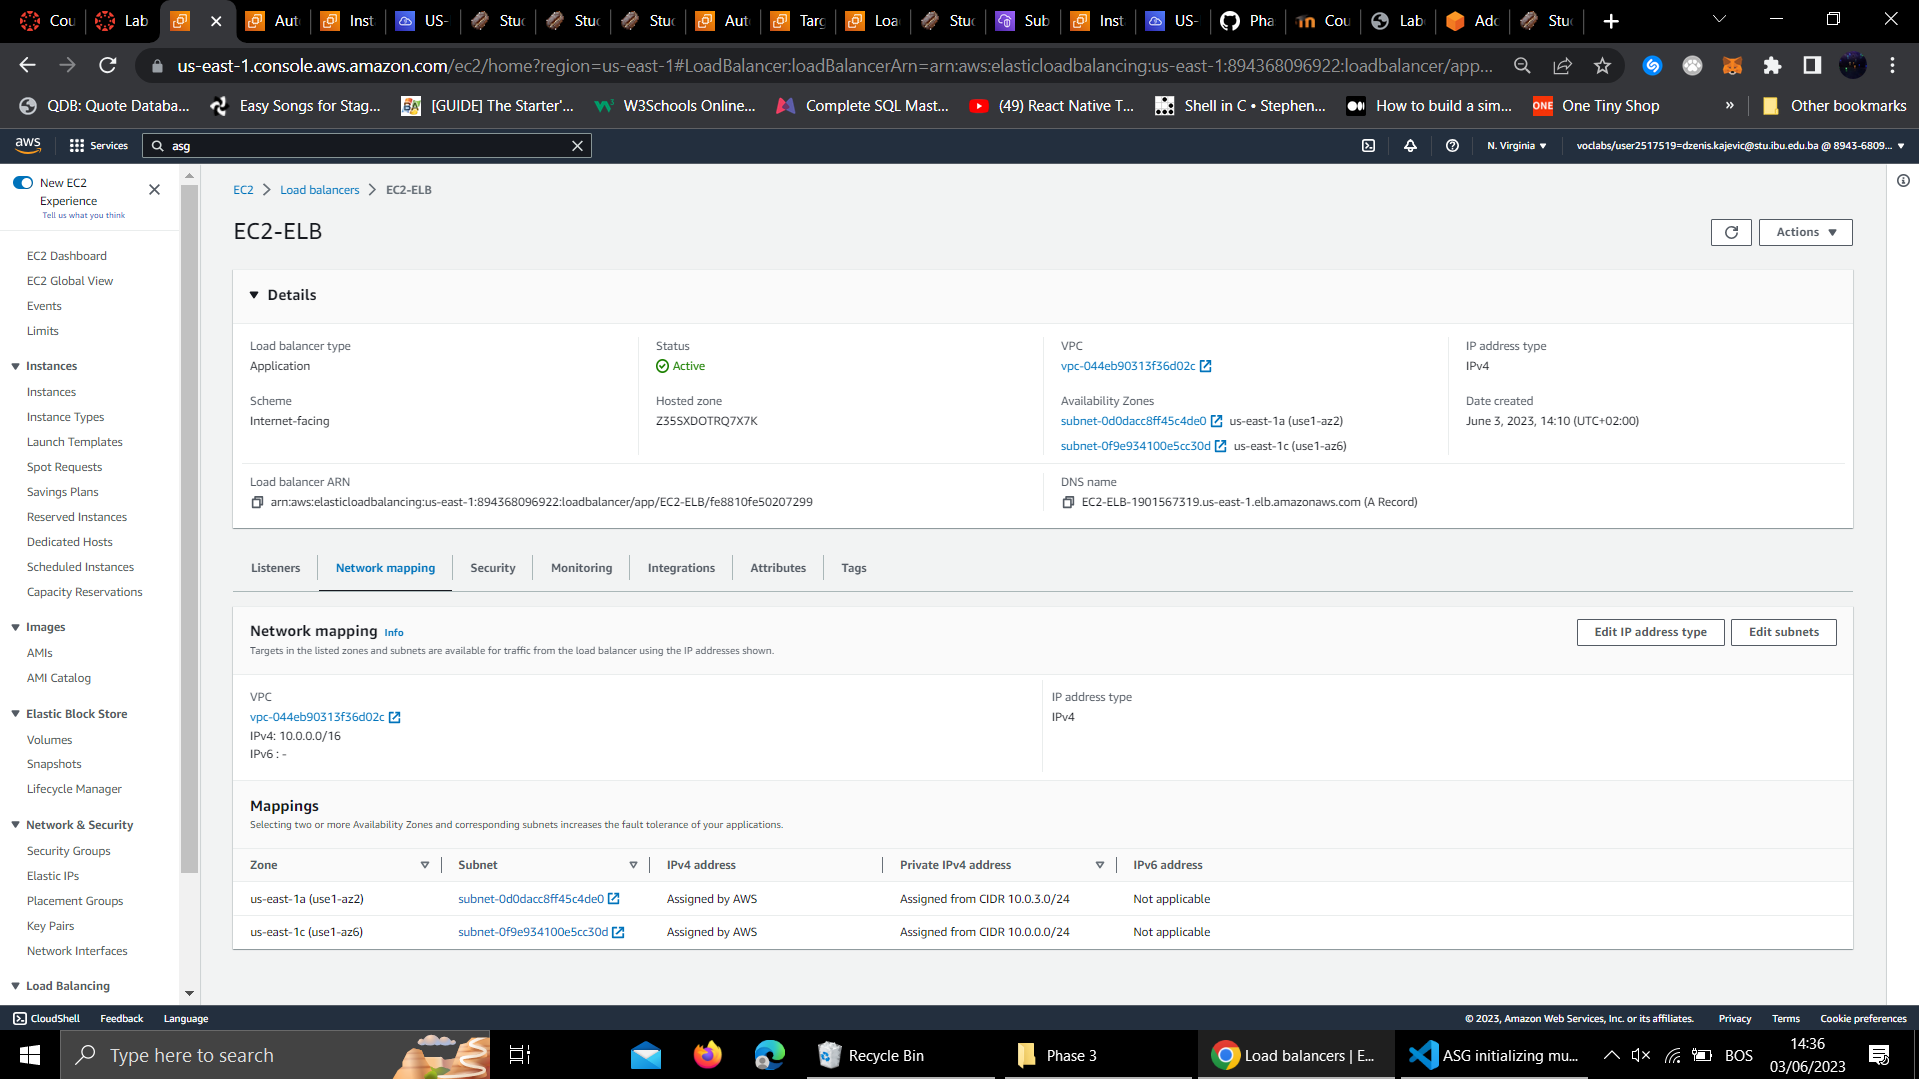 Cou
Lab
Aut
Inst
US-
Stud
Stud
Stud
Aut
Targ
Loa
Stud
Sub
Inst
US-
Pha
Cou
Lab
Add
Stud
us-east-1.console.aws.amazon.com/ec2/home?region=us-east-1#LoadBalancer:loadBalancerArn=arn:aws:elasticloadbalancing:us-east-1:894368096922:loadbalancer/app...
QDB: Quote Databa...
Easy Songs for Stag...
[GUIDE] The Starter'...
W3Schools Online...
Complete SQL Mast...
(49) React Native T...
Shell in C • Stephen...
How to build a sim...
ONE
One Tiny Shop
»
Other bookmarks
aws
Services
asg
N. Virginia
voclabs/user2517519=dzenis.kajevic@stu.ibu.edu.ba @ 8943-6809...
New EC2
Experience
Tell us what you think
EC2 Dashboard
EC2 Global View
Events
Limits
Instances
Instances
Instance Types
Launch Templates
Spot Requests
Savings Plans
Reserved Instances
Dedicated Hosts
Scheduled Instances
Capacity Reservations
Images
AMIs
AMI Catalog
Elastic Block Store
Volumes
Snapshots
Lifecycle Manager
Network & Security
Security Groups
Elastic IPs
Placement Groups
Key Pairs
Network Interfaces
Load Balancing
EC2
Load balancers
EC2-ELB
EC2-ELB
Actions
Details
Load balancer type
Application
Status
Active
VPC
vpc-044eb90313f36d02c
IP address type
IPv4
Scheme
Internet-facing
Hosted zone
Z35SXDOTRQ7X7K
Availability Zones
subnet-0d0dacc8ff45c4de0 us-east-1a (use1-az2)
subnet-0f9e934100e5cc30d us-east-1c (use1-az6)
Date created
June 3, 2023, 14:10 (UTC+02:00)
Load balancer ARN
arn:aws:elasticloadbalancing:us-east-1:894368096922:loadbalancer/app/EC2-ELB/fe8810fe50207299
DNS name
EC2-ELB-1901567319.us-east-1.elb.amazonaws.com (A Record)
Listeners
Network mapping
Security
Monitoring
Integrations
Attributes
Tags
Network mapping Info
Targets in the listed zones and subnets are available for traffic from the load balancer using the IP addresses shown.
Edit IP address type
Edit subnets
VPC
vpc-044eb90313f36d02c
IPv4: 10.0.0.0/16
IPv6 : -
IP address type
IPv4
Mappings
Selecting two or more Availability Zones and corresponding subnets increases the fault tolerance of your applications.
Zone
Subnet
IPv4 address
Private IPv4 address
IPv6 address
us-east-1a (use1-az2)
subnet-0d0dacc8ff45c4de0
Assigned by AWS
Assigned from CIDR 10.0.3.0/24
Not applicable
us-east-1c (use1-az6)
subnet-0f9e934100e5cc30d
Assigned by AWS
Assigned from CIDR 10.0.0.0/24
Not applicable
CloudShell
Feedback
Language
© 2023, Amazon Web Services, Inc. or its affiliates.
Privacy
Terms
Cookie preferences
Type here to search
Recycle Bin
Phase 3
Load balancers | E...
ASG initializing mu...
BOS
14:36
03/06/2023